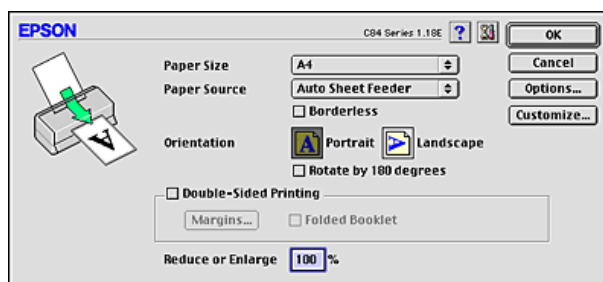 EPSON
C84 Series 1.18E
?
OK
Paper Size
A4
Cancel
Paper Source
Auto Sheet Feeder
Options...
Borderless
Customize...
Orientation
A
Portrait
A
Landscape
A
Rotate by 180 degrees
Double-Sided Printing
Margins...
Folded Booklet
Reduce or Enlarge
100 %